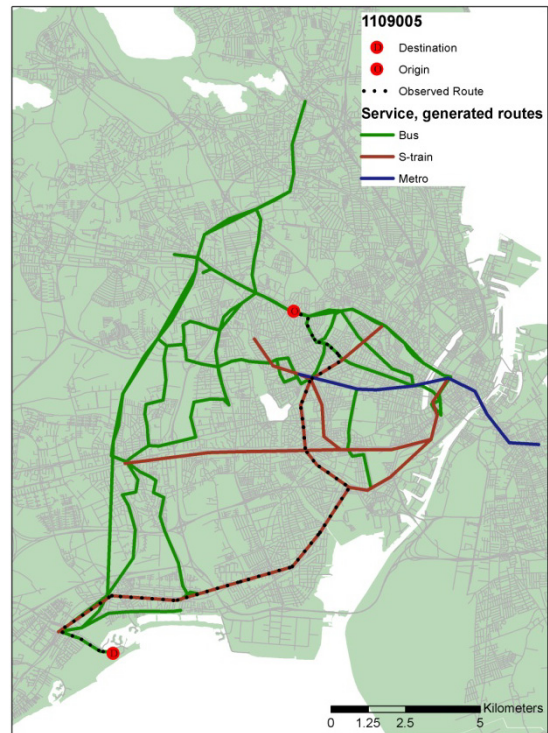 1109005
D Destination
O Origin
Observed Route
Service, generated routes
Bus
S-train
Metro
O
D
Kilometers
0 1.25 2.5 5